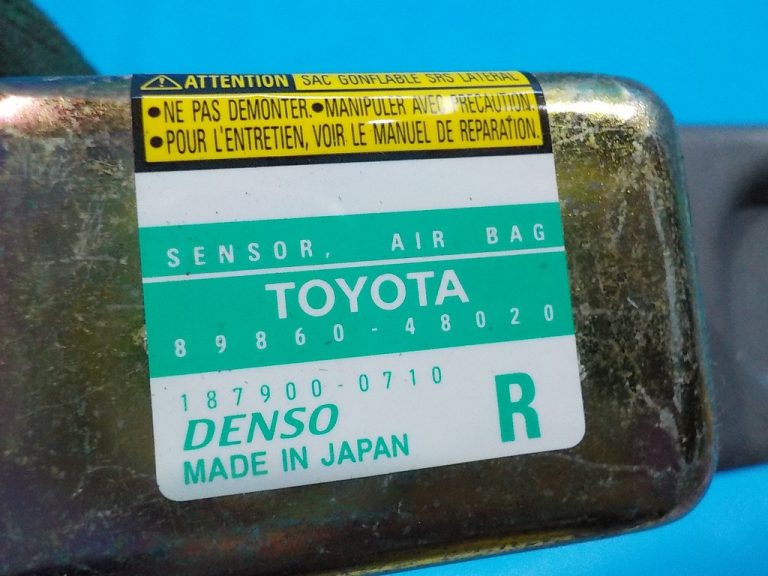 ATTENTION SAC GONFLABLE SRS LATERAL
•NE PAS DEMONTER.•MANIPULER AVEC PRECAUTION.
•POUR L'ENTRETIEN, VOIR LE MANUEL DE REPARATION.
SENSOR, AIR BAG
TOYOTA
89860-48020
187900-0710
DENSO
R
MADE IN JAPAN